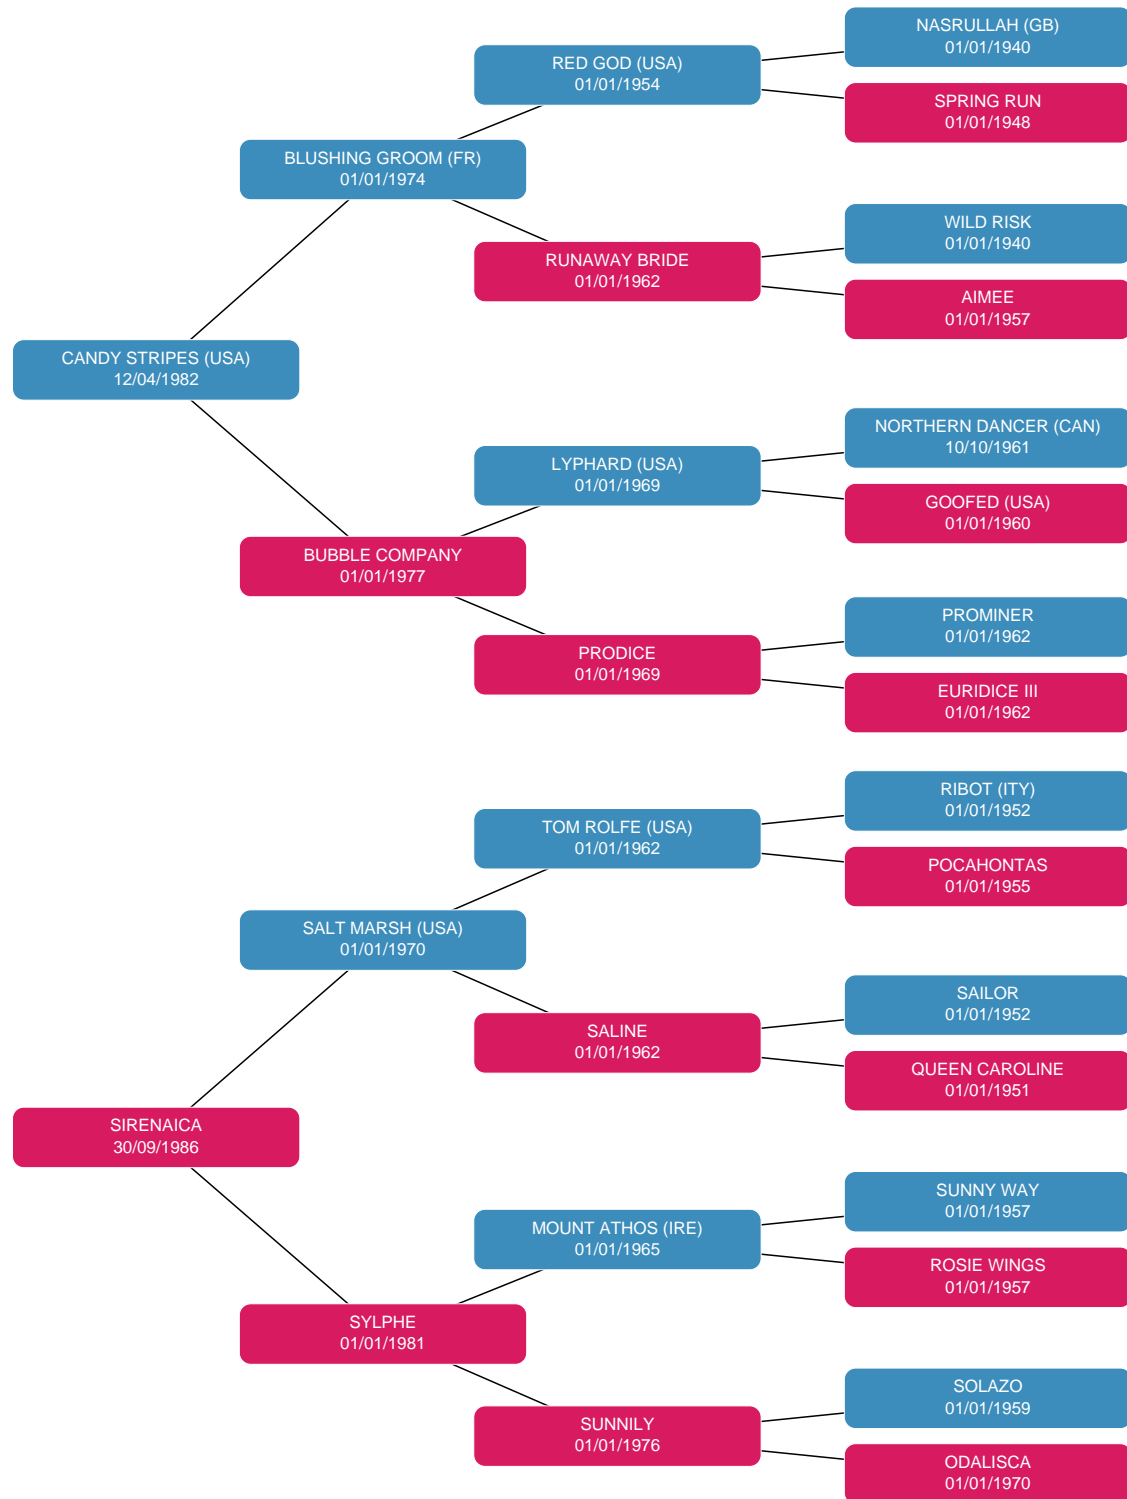 NASRULLAH (GB)
01/01/1940
RED GOD (USA)
01/01/1954
SPRING RUN
01/01/1948
BLUSHING GROOM (FR)
01/01/1974
WILD RISK
01/01/1940
RUNAWAY BRIDE
01/01/1962
AIMEE
01/01/1957
CANDY STRIPES (USA)
12/04/1982
NORTHERN DANCER (CAN)
10/10/1961
LYPHARD (USA)
01/01/1969
GOOFED (USA)
01/01/1960
BUBBLE COMPANY
01/01/1977
PROMINER
01/01/1962
PRODICE
01/01/1969
EURIDICE III
01/01/1962
RIBOT (ITY)
01/01/1952
TOM ROLFE (USA)
01/01/1962
POCAHONTAS
01/01/1955
SALT MARSH (USA)
01/01/1970
SAILOR
01/01/1952
SALINE
01/01/1962
QUEEN CAROLINE
01/01/1951
SIRENAICA
30/09/1986
SUNNY WAY
01/01/1957
MOUNT ATHOS (IRE)
01/01/1965
ROSIE WINGS
01/01/1957
SYLPHE
01/01/1981
SOLAZO
01/01/1959
SUNNILY
01/01/1976
ODALISCA
01/01/1970